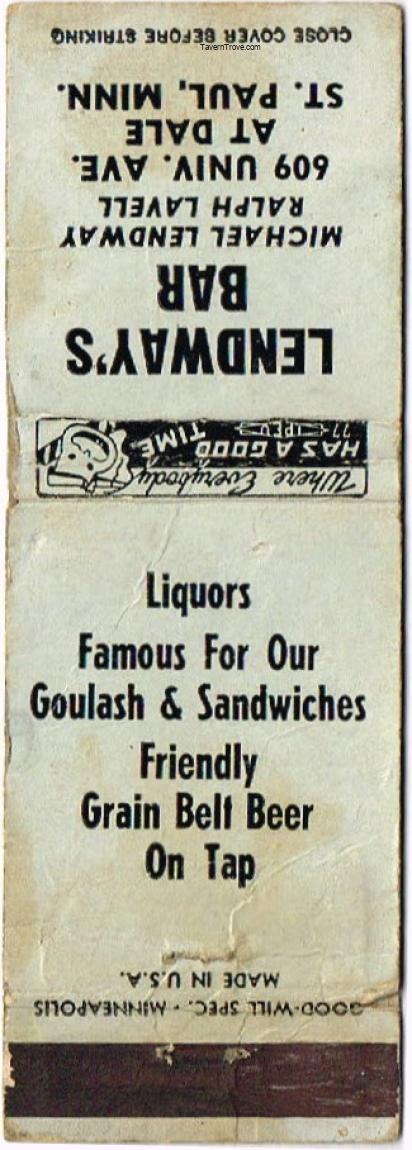 LENDWAY'S
BAR
MICHAEL LENDWAY
RALPH LAVELL
609 UNIV. AVE.
AT DALE
ST. PAUL, MINN.
CLOSE COVER BEFORE STRIKING
TavernTrove.com
Where Everybody
HAS A GOOD
TIME
Liquors
Famous For Our
Goulash & Sandwiches
Friendly
Grain Belt Beer
On Tap
GOOD-WILL SPEC. - MINNEAPOLIS
MADE IN U.S.A.